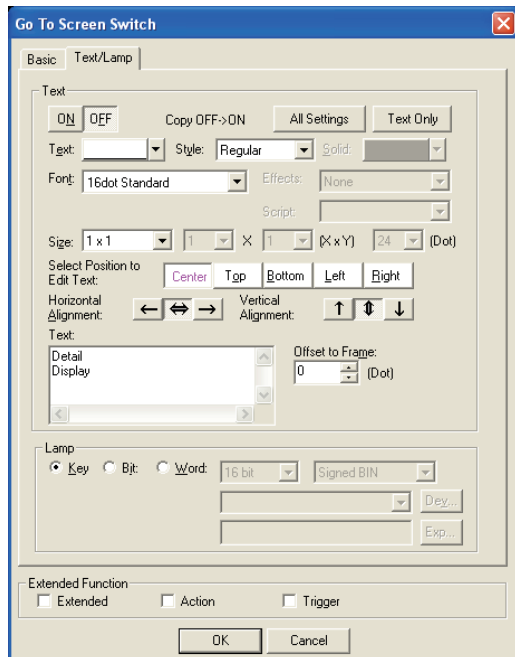 Go To Screen Switch
Basic Text/Lamp
Text
ON OFF Copy OFF->ON All Settings Text Only
Text: Style: Regular Solid:
Font: 16dot Standard Effects: None
Script:
Size: 1 x 1 1 X 1 (X x Y) 24 (Dot)
Select Position to
Edit Text: Center Top Bottom Left Right
Horizontal
Alignment: ← ⇔ → Vertical
Alignment: ↑ ⇕ ↓
Text:
Detail
Display
Offset to Frame:
0 (Dot)
Lamp
Key Bit: Word: 16 bit Signed BIN
Dev...
Exp...
Extended Function
Extended Action Trigger
OK Cancel